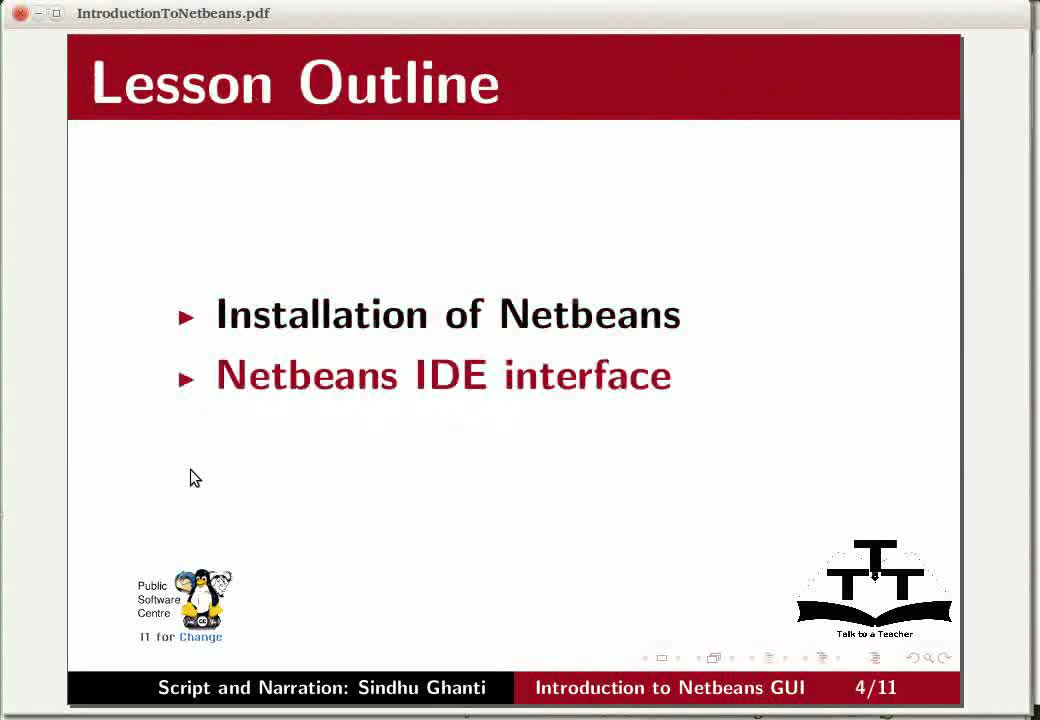 IntroductionToNetbeans.pdf
Lesson Outline
Installation of Netbeans
Netbeans IDE interface
Public
Software
Centre
IT for Change
T T T
Talk to a Teacher
Script and Narration: Sindhu Ghanti
Introduction to Netbeans GUI
4/11